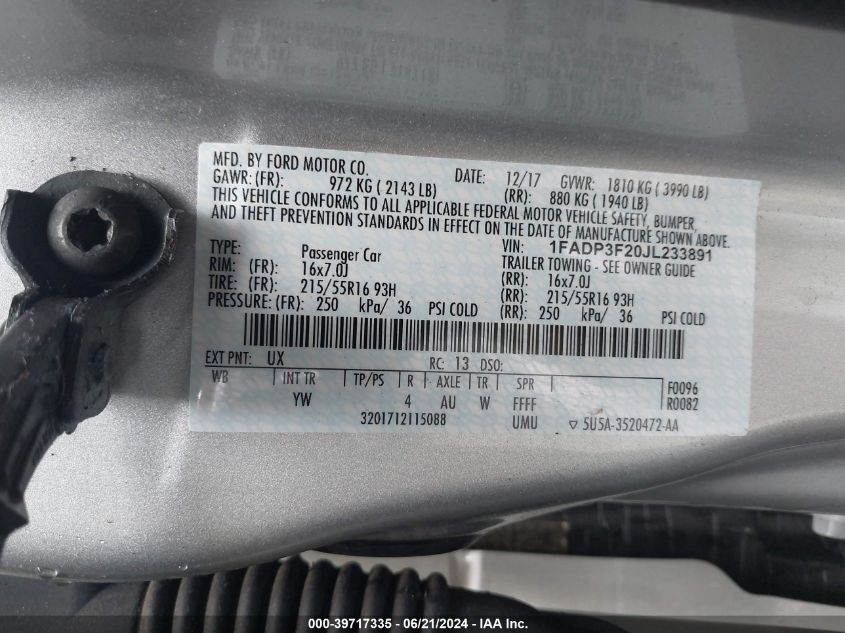 MFD. BY FORD MOTOR CO. DATE: 12/17 GVWR: 1810 KG ( 3990 LB)
GAWR: (FR): 972 KG ( 2143 LB) (RR): 880 KG ( 1940 LB)
THIS VEHICLE CONFORMS TO ALL APPLICABLE FEDERAL MOTOR VEHICLE SAFETY, BUMPER,
AND THEFT PREVENTION STANDARDS IN EFFECT ON THE DATE OF MANUFACTURE SHOWN ABOVE.
VIN: 1FADP3F20JL233891
TYPE: Passenger Car TRAILER TOWING - SEE OWNER GUIDE
RIM: (FR): 16x7.0J (RR): 16x7.0J
TIRE: (FR): 215/55R16 93H (RR): 215/55R16 93H
PRESSURE: (FR): 250 kPa/ 36 PSI COLD (RR): 250 kPa/ 36 PSI COLD
EXT PNT: UX RC: 13 DSO:
WB INT TR TP/PS R AXLE TR SPR F0096
YW 4 AU W FFFF R0082
3201712115088 UMU ▽ 5U5A-3520472-AA
000-39717335 - 06/21/2024 - IAA Inc.